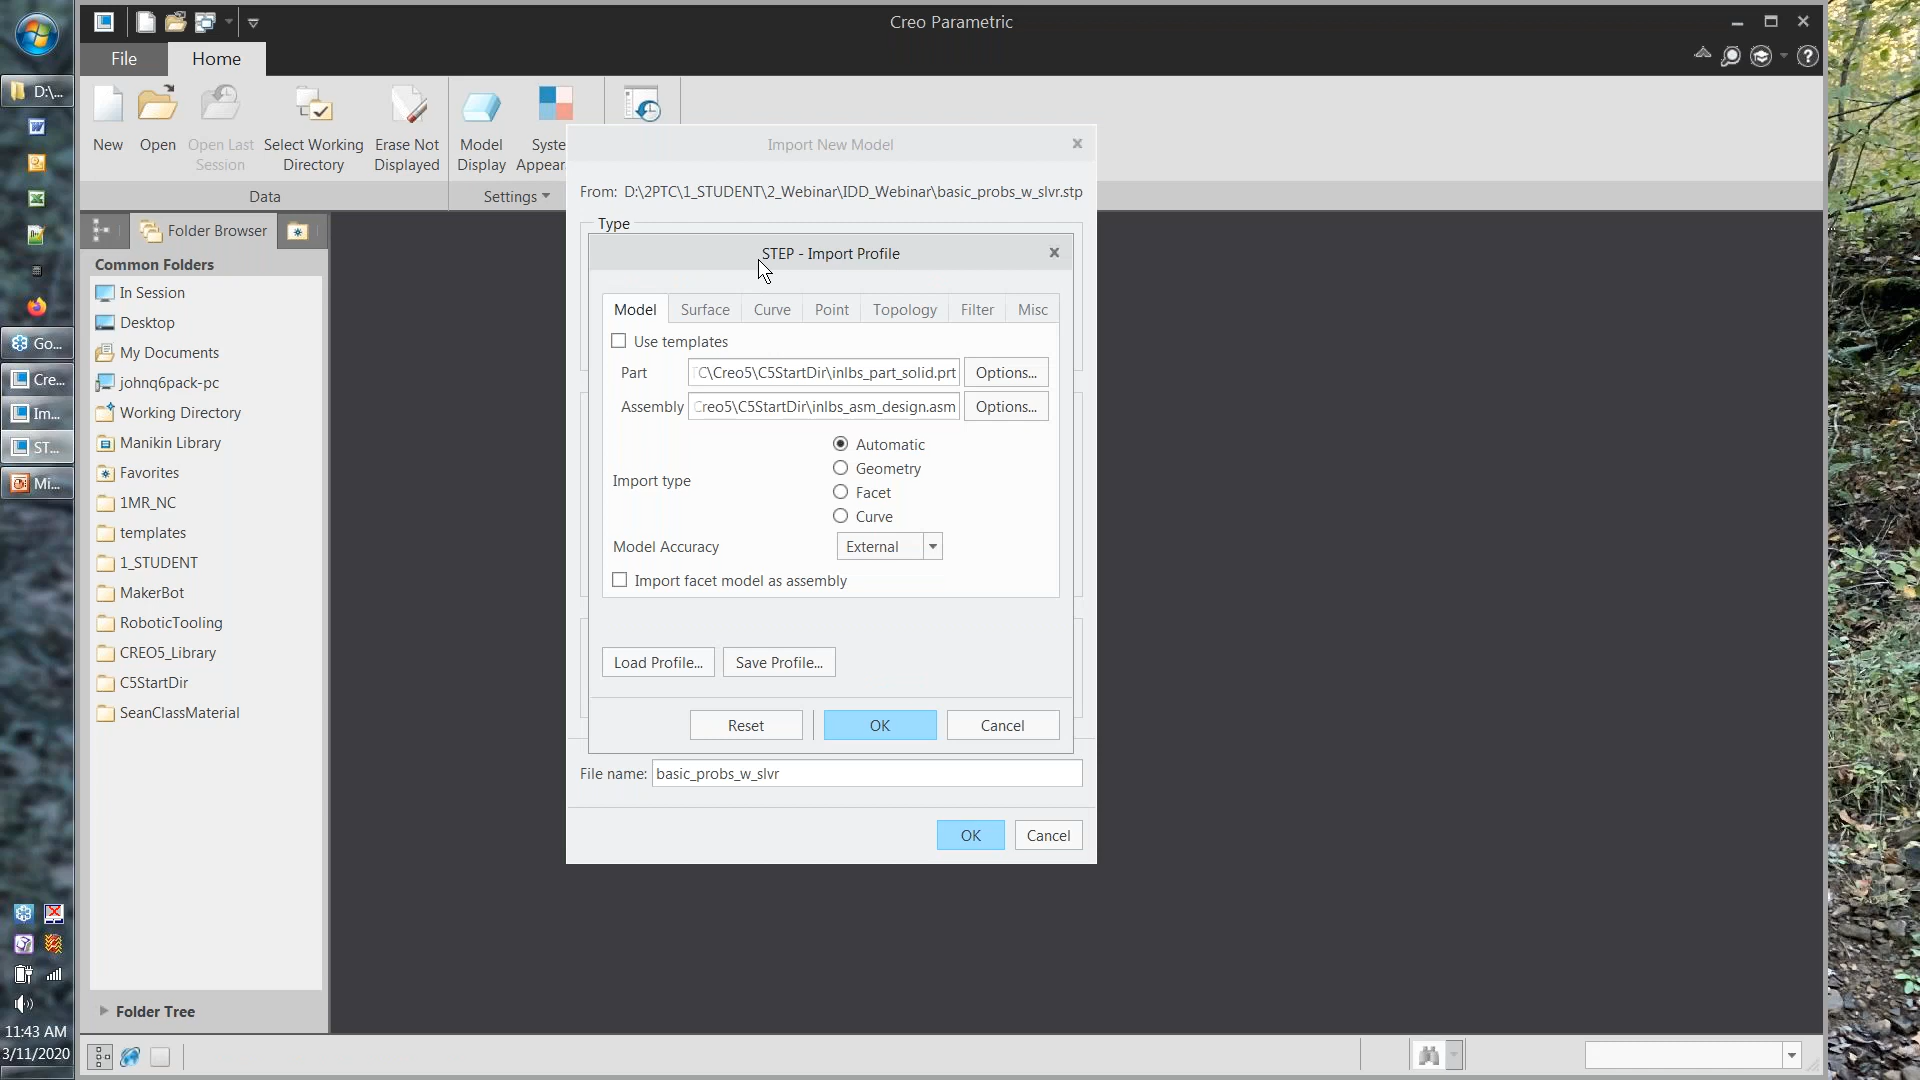 Creo Parametric
File
Home
D:\...
Go...
Cre...
Im...
ST...
Mi...
11:43 AM
3/11/2020
New
Open
Open Last
Session
Select Working
Directory
Erase Not
Displayed
Model
Display
Syste
Appear
Data
Settings
Folder Browser
Common Folders
In Session
Desktop
My Documents
johnq6pack-pc
Working Directory
Manikin Library
Favorites
1MR_NC
templates
1_STUDENT
MakerBot
RoboticTooling
CREO5_Library
C5StartDir
SeanClassMaterial
Folder Tree
Import New Model
From: D:\2PTC\1_STUDENT\2_Webinar\IDD_Webinar\basic_probs_w_slvr.stp
Type
STEP - Import Profile
Model Surface Curve Point Topology Filter Misc
Use templates
Part C\Creo5\C5StartDir\inlbs_part_solid.prt Options...
Assembly Creo5\C5StartDir\inlbs_asm_design.asm Options...
Import type
Automatic
Geometry
Facet
Curve
Model Accuracy External
Import facet model as assembly
Load Profile... Save Profile...
Reset OK Cancel
File name: basic_probs_w_slvr
OK Cancel